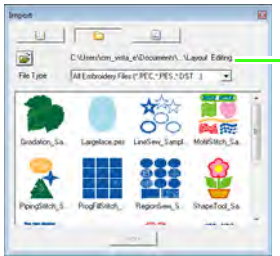 Import
C:\Users\cm_vista_e\Documents\...\Layout Editing
File Type
All Embroidery Files (*.PEC,*.PES,*.DST...)
Gradation_Sa... Largelace.pes LineSew_Sampl... MotifStitch_Sa...
PipingStitch_S... ProgFillStitch_... RegionSew_S... ShapeTool_Sa...